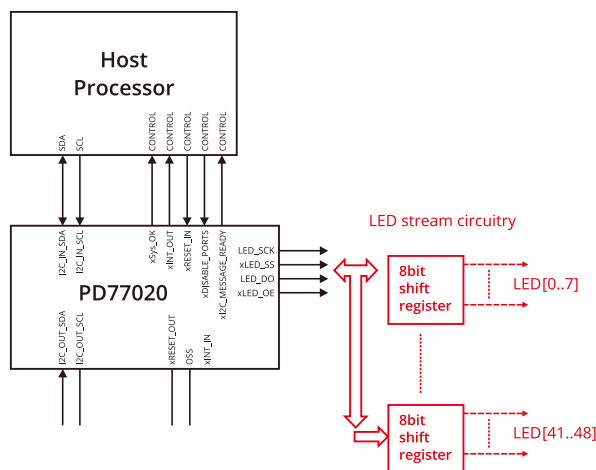 Host
Processor
SDA
SCL
CONTROL
CONTROL
CONTROL
CONTROL
CONTROL
I2C_IN_SDA
I2C_IN_SCL
xSys_OK
xINT_OUT
xRESET_IN
xDISABLE_PORTS
xI2C_MESSAGE_READY
LED_SCK
xLED_SS
LED_DO
xLED_OE
PD77020
I2C_OUT_SDA
I2C_OUT_SCL
xRESET_OUT
OSS
xINT_IN
LED stream circuitry
8bit
shift
register
LED[0..7]
8bit
shift
register
LED[41..48]